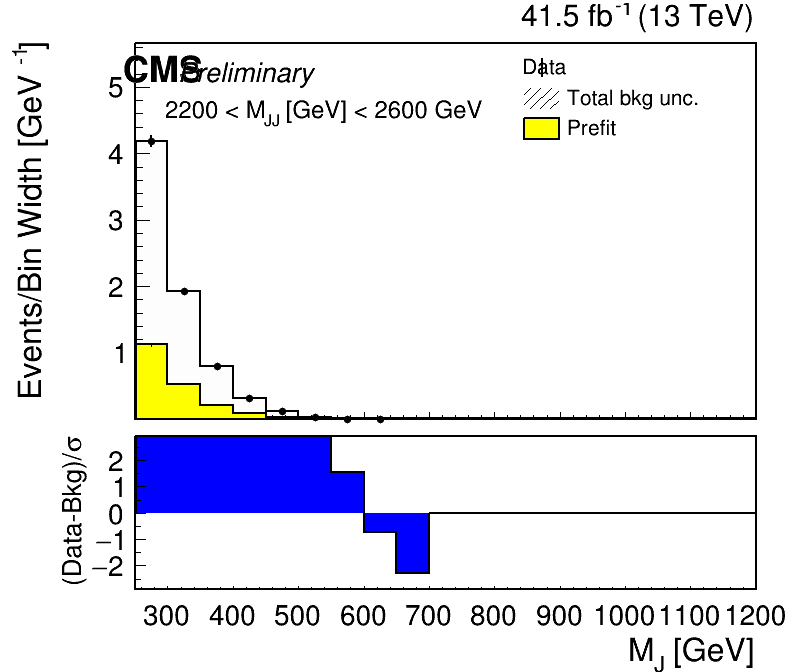 41.5 fb⁻¹ (13 TeV)
CMS Preliminary
2200 < M_JJ [GeV] < 2600 GeV
Data
Total bkg unc.
Prefit
Events/Bin Width [GeV⁻¹]
5
4
3
2
1
(Data-Bkg)/σ
2
1
0
−1
−2
300 400 500 600 700 800 900 1000 1100 1200
M_J [GeV]